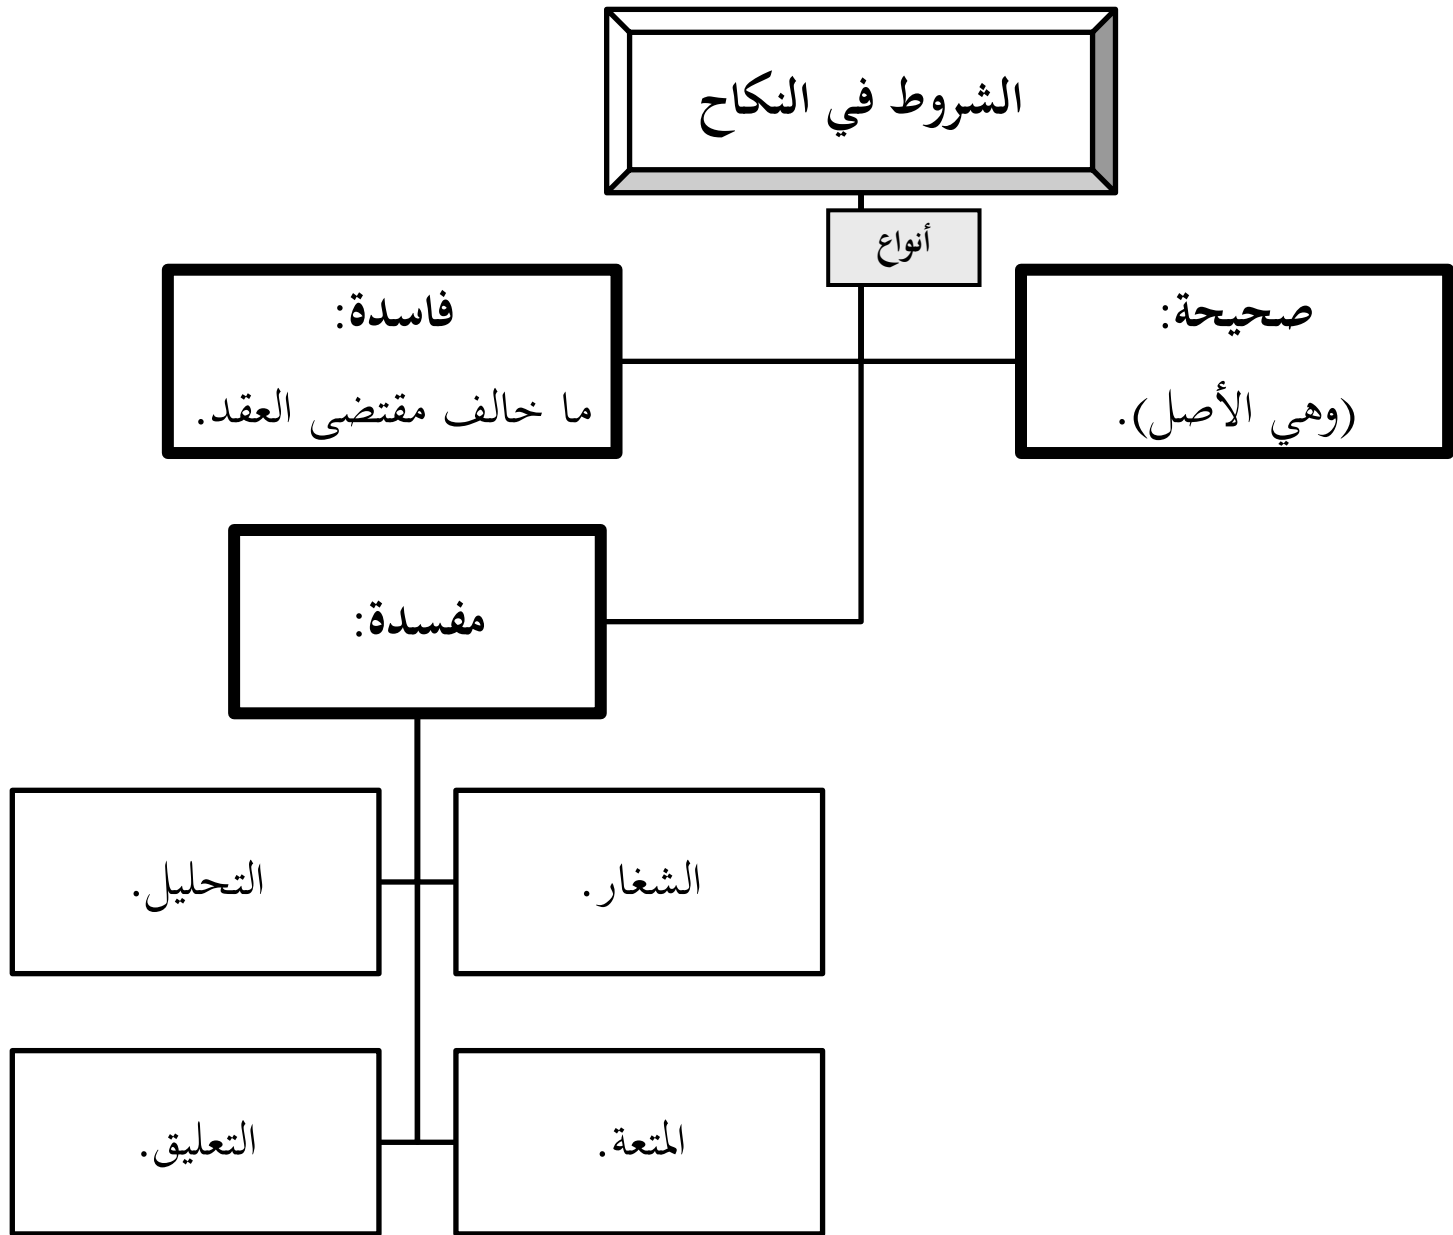 الشروط في النكاح
أنواع
صحيحة:
(وهي الأصل).
فاسدة:
ما خالف مقتضى العقد.
مفسدة:
الشغار.
التحليل.
المتعة.
التعليق.